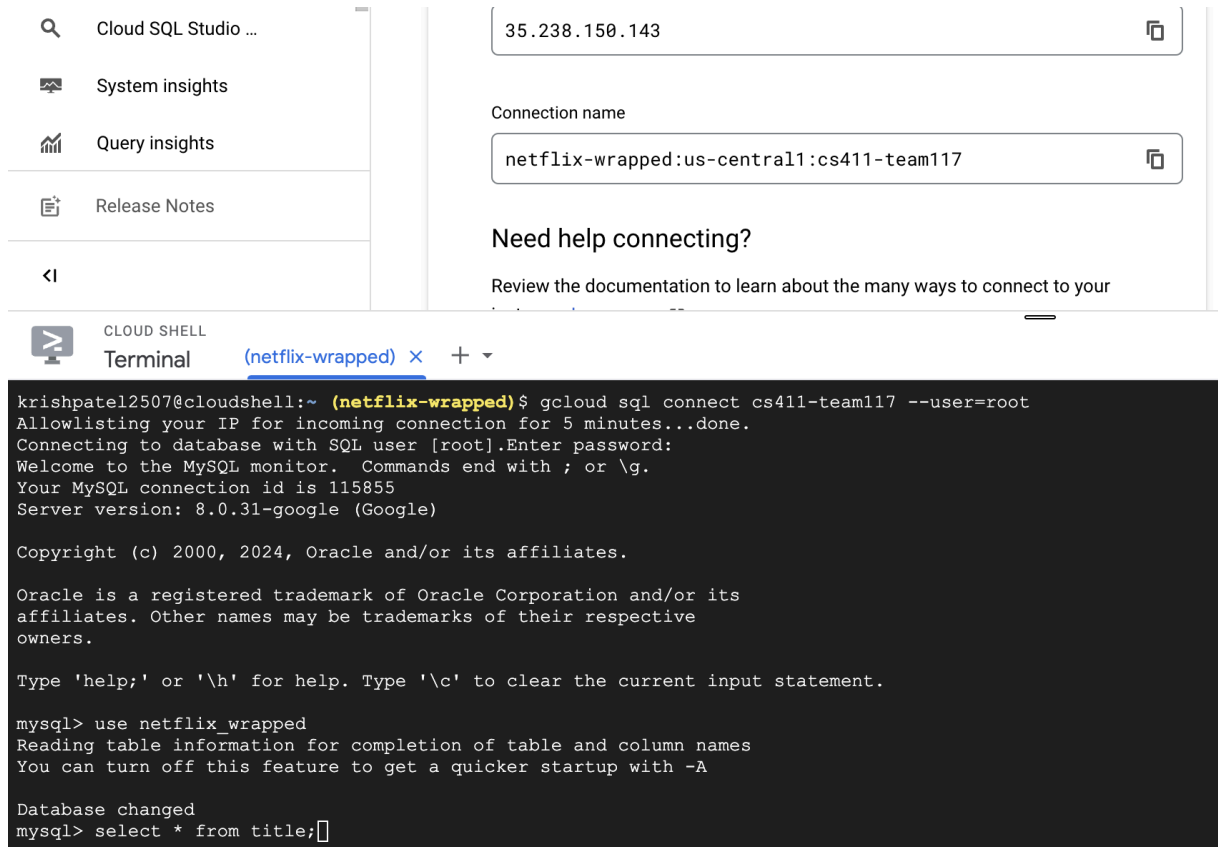 Cloud SQL Studio …
System insights
Query insights
Release Notes
35.238.150.143
Connection name
netflix-wrapped:us-central1:cs411-team117
Need help connecting?
Review the documentation to learn about the many ways to connect to your
CLOUD SHELL
Terminal
(netflix-wrapped)
krishpatel2507@cloudshell:~ (netflix-wrapped)$ gcloud sql connect cs411-team117 --user=root
Allowlisting your IP for incoming connection for 5 minutes...done.
Connecting to database with SQL user [root].Enter password:
Welcome to the MySQL monitor.  Commands end with ; or \g.
Your MySQL connection id is 115855
Server version: 8.0.31-google (Google)
Copyright (c) 2000, 2024, Oracle and/or its affiliates.
Oracle is a registered trademark of Oracle Corporation and/or its
affiliates. Other names may be trademarks of their respective
owners.
Type 'help;' or '\h' for help. Type '\c' to clear the current input statement.
mysql> use netflix_wrapped
Reading table information for completion of table and column names
You can turn off this feature to get a quicker startup with -A
Database changed
mysql> select * from title;